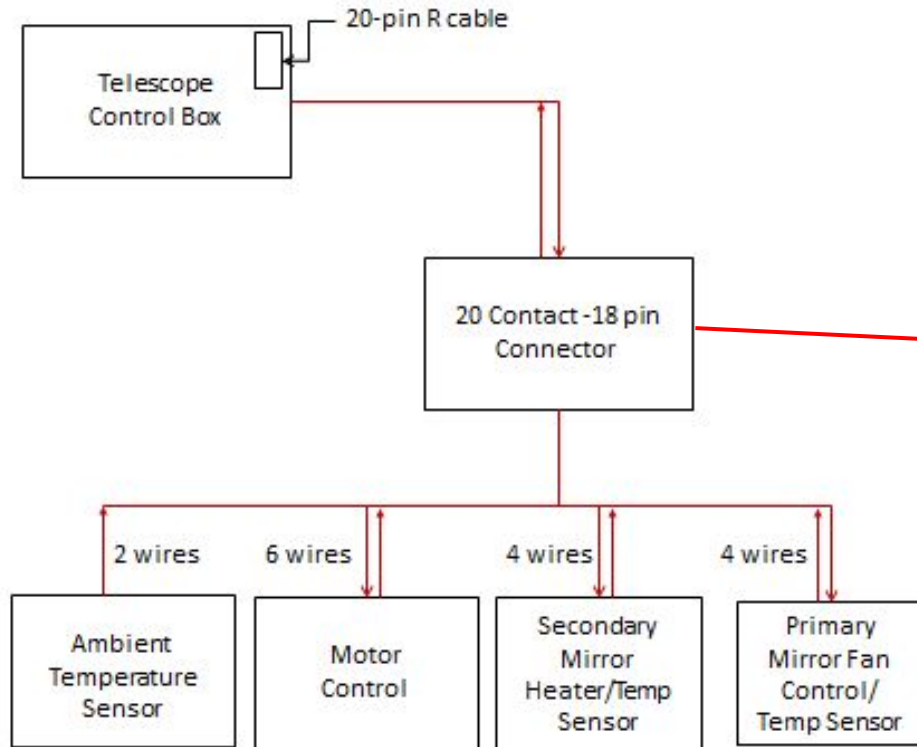 20-pin R cable
Telescope
Control Box
20 Contact -18 pin
Connector
2 wires
6 wires
4 wires
4 wires
Ambient
Temperature
Sensor
Motor
Control
Secondary
Mirror
Heater/Temp
Sensor
Primary
Mirror Fan
Control/
Temp Sensor